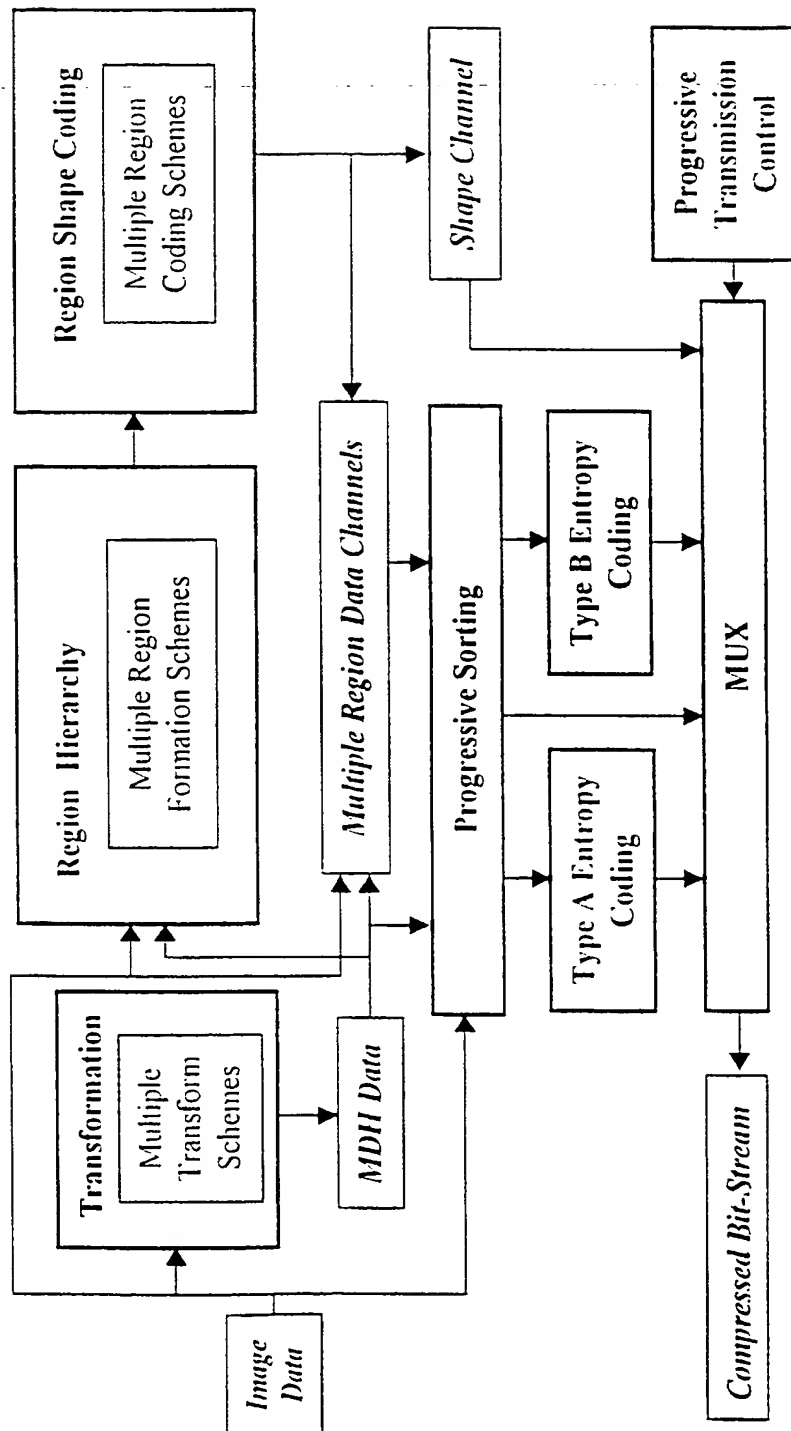 Image
Data
Transformation
Multiple
Transform
Schemes
MDH Data
Region Hierarchy
Multiple Region
Formation Schemes
Region Shape Coding
Multiple Region
Coding Schemes
Multiple Region Data Channels
Shape Channel
Progressive Sorting
Type A Entropy
Coding
Type B Entropy
Coding
Progressive
Transmission
Control
MUX
Compressed Bit-Stream